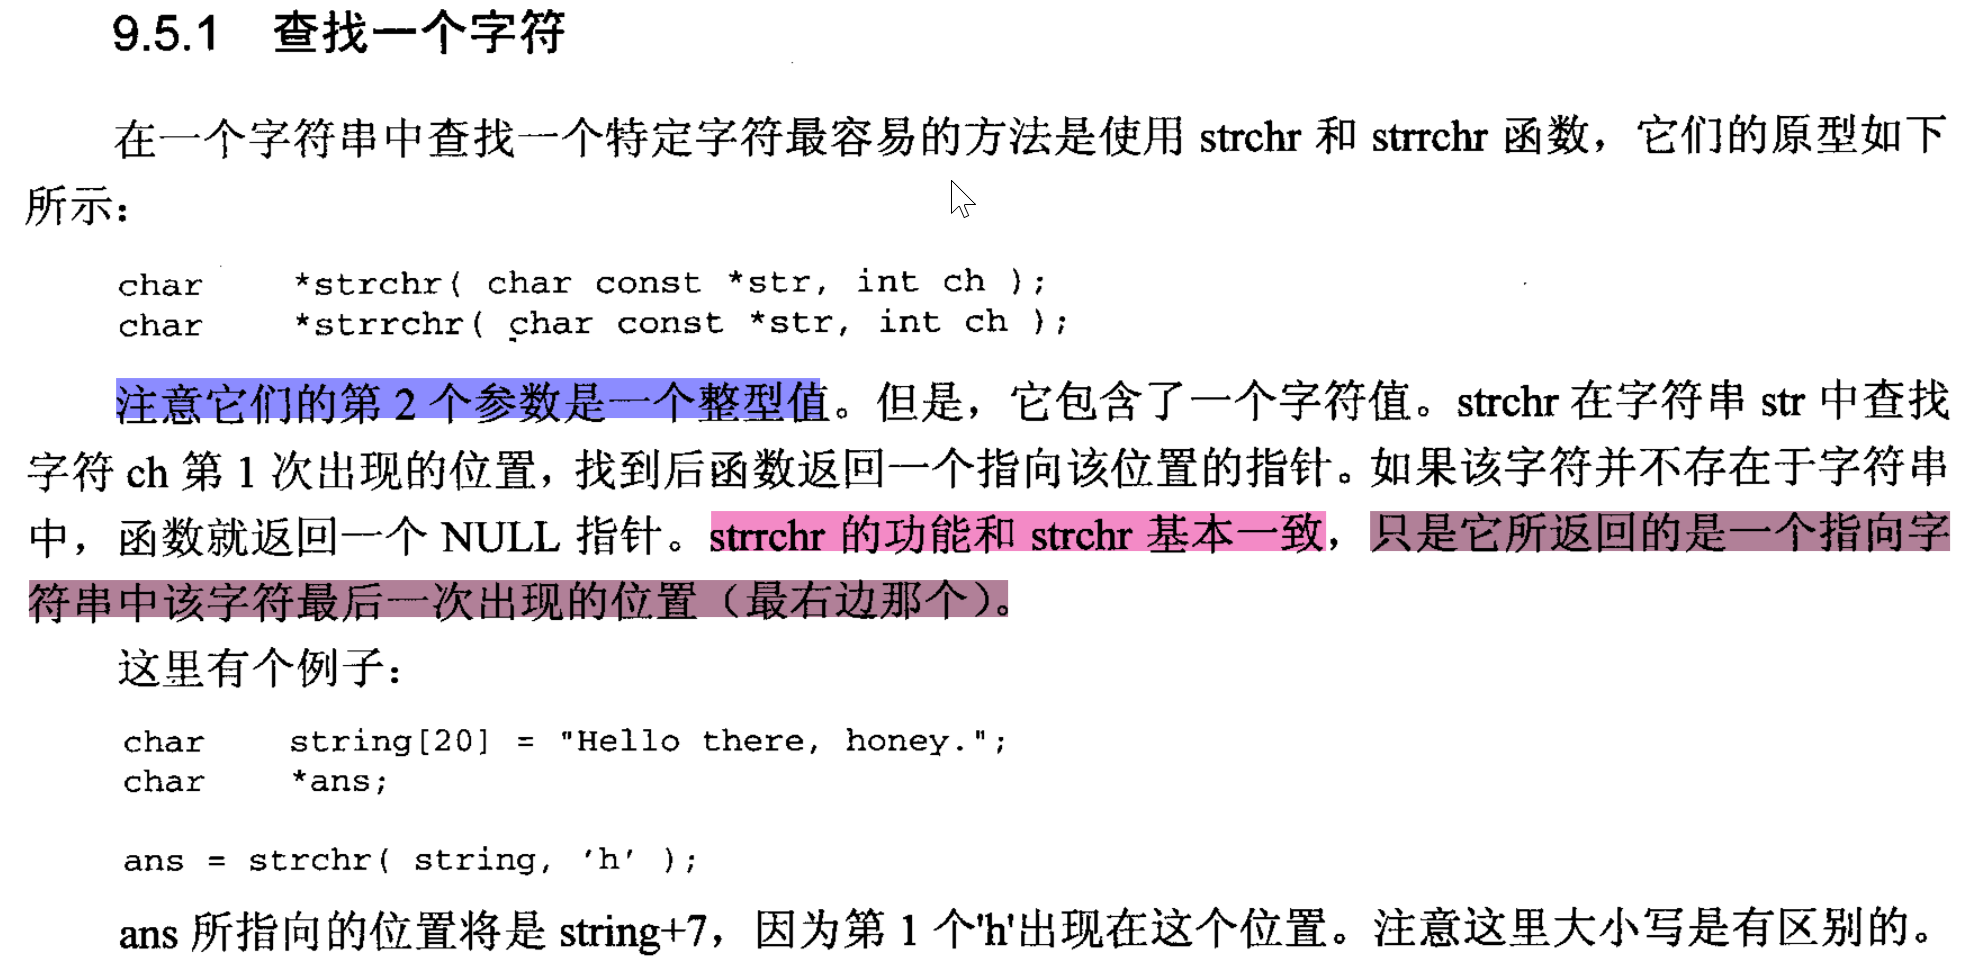 9.5.1 查找一个字符
在一个字符串中查找一个特定字符最容易的方法是使用 strchr 和 strrchr 函数，它们的原型如下
所示：
char *strchr( char const *str, int ch );
char *strrchr( char const *str, int ch );
注意它们的第 2 个参数是一个整型值。但是，它包含了一个字符值。strchr 在字符串 str 中查找
字符 ch 第 1 次出现的位置，找到后函数返回一个指向该位置的指针。如果该字符并不存在于字符串
中，函数就返回一个 NULL 指针。strrchr 的功能和 strchr 基本一致，只是它所返回的是一个指向字
符串中该字符最后一次出现的位置（最右边那个）。
这里有个例子：
char string[20] = "Hello there, honey.";
char *ans;
ans = strchr( string, 'h' );
ans 所指向的位置将是 string+7，因为第 1 个'h'出现在这个位置。注意这里大小写是有区别的。